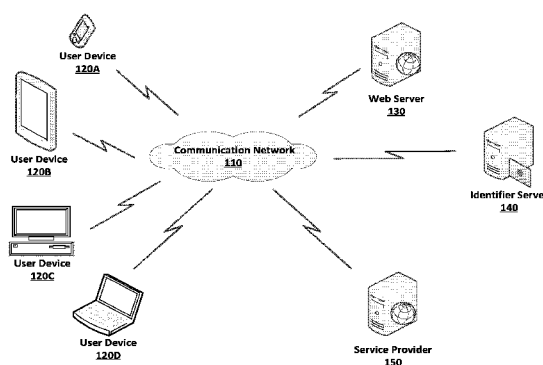 User Device
120A
Web Server
130
User Device
120B
Communication Network
110
Identifier Serve
140
User Device
120C
User Device
120D
Service Provider
150